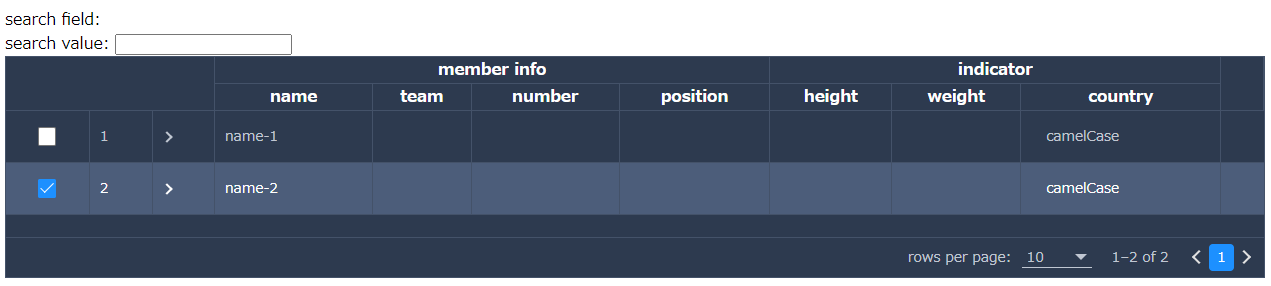 search field:
search value:
member info indicator
name team number position height weight country
1 name-1 camelCase
2 name-2 camelCase
rows per page: 10 1–2 of 2 1